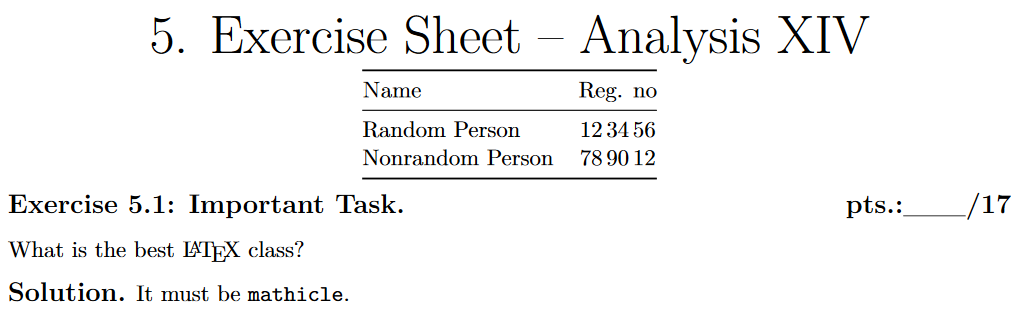 5. Exercise Sheet – Analysis XIV
Name Reg. no
Random Person 12 34 56
Nonrandom Person 78 90 12
Exercise 5.1: Important Task. pts.:____/17
What is the best LATEX class?
Solution. It must be mathicle.